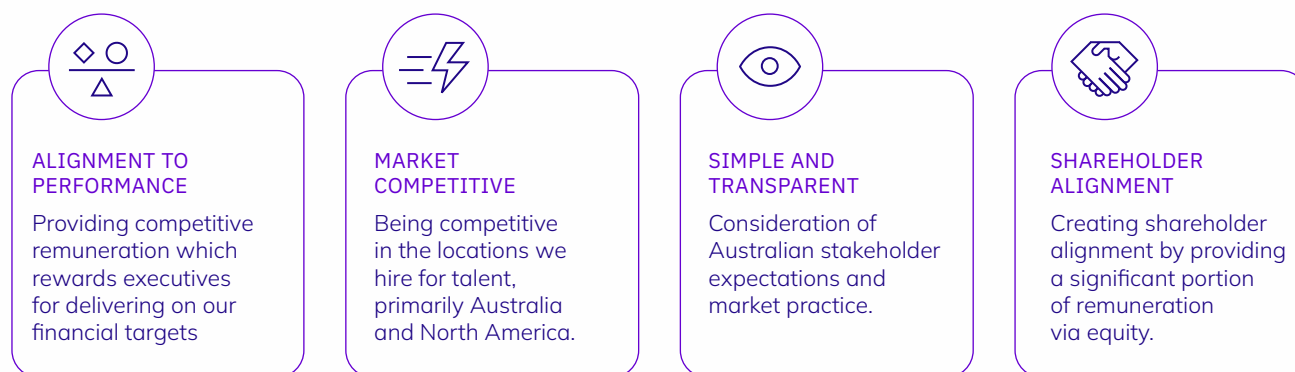 ALIGNMENT TO
PERFORMANCE
Providing competitive
remuneration which
rewards executives
for delivering on our
financial targets
MARKET
COMPETITIVE
Being competitive
in the locations we
hire for talent,
primarily Australia
and North America.
SIMPLE AND
TRANSPARENT
Consideration of
Australian stakeholder
expectations and
market practice.
SHAREHOLDER
ALIGNMENT
Creating shareholder
alignment by providing
a significant portion
of remuneration
via equity.